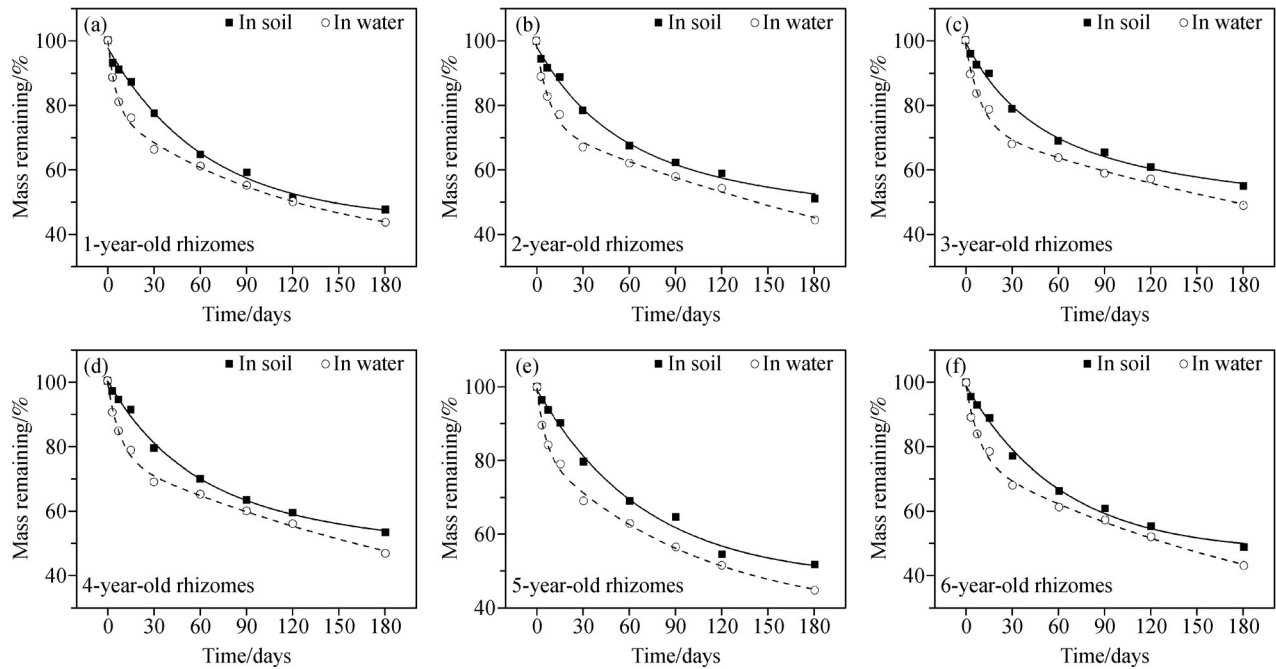 (a) ■ In soil ○ In water
Mass remaining/%
100
80
60
40
1-year-old rhizomes
0 30 60 90 120 150 180
Time/days
(b) ■ In soil ○ In water
Mass remaining/%
100
80
60
40
2-year-old rhizomes
0 30 60 90 120 150 180
Time/days
(c) ■ In soil ○ In water
Mass remaining/%
100
80
60
40
3-year-old rhizomes
0 30 60 90 120 150 180
Time/days
(d) ■ In soil ○ In water
Mass remaining/%
100
80
60
40
4-year-old rhizomes
0 30 60 90 120 150 180
Time/days
(e) ■ In soil ○ In water
Mass remaining/%
100
80
60
40
5-year-old rhizomes
0 30 60 90 120 150 180
Time/days
(f) ■ In soil ○ In water
Mass remaining/%
100
80
60
40
6-year-old rhizomes
0 30 60 90 120 150 180
Time/days